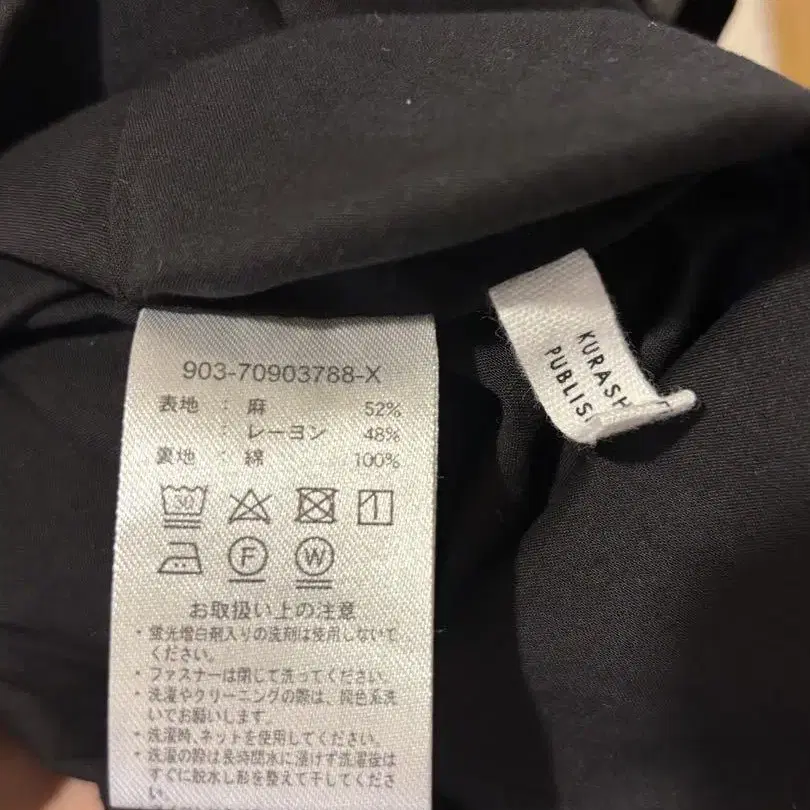 903-70903788-X
表地 : 麻 52%
: レーヨン 48%
裏地 : 綿 100%
30
F W
お取扱い上の注意
・蛍光増白剤入りの洗剤は使用しないで
ください。
・ファスナーは閉じて洗ってください。
・洗濯やクリーニングの際は、同色系洗
いでお願いします。
・洗濯時、ネットを使用してください。
・洗濯の際は長時間水に浸けず洗濯後は
すぐに脱水し形を整えて干してくださ
い。
KURASH
PUBLIS